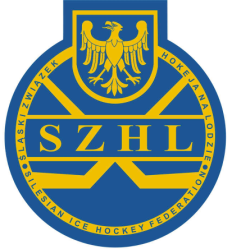 ŚLĄSKI ZWIĄZEK HOKEJA NA LODZIE
SZHL
SILESIAN ICE HOCKEY FEDERATION